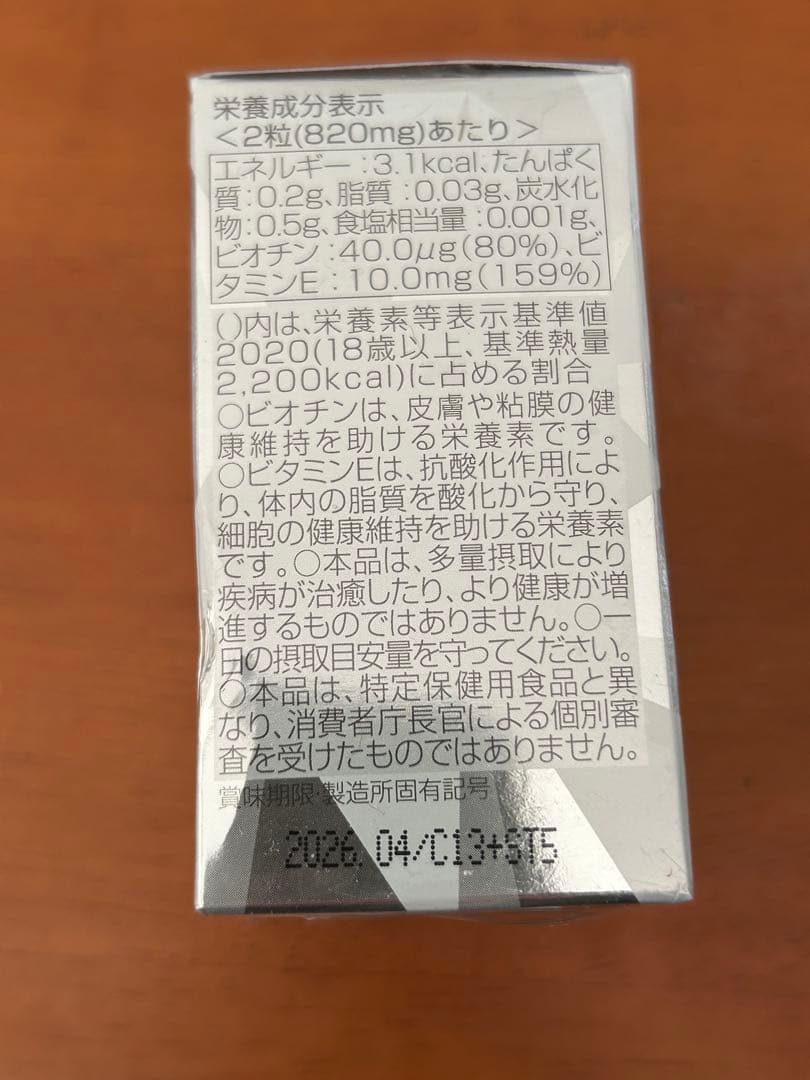 栄養成分表示
<2粒(820mg)あたり>
エネルギー:3.1kcal、たんぱく
質:0.2g、脂質:0.03g、炭水化
物:0.5g、食塩相当量:0.001g、
ビオチン:40.0μg(80%)、ビ
タミンE:10.0mg(159%)
()内は、栄養素等表示基準値
2020(18歳以上、基準熱量
2,200kcal)に占める割合
○ビオチンは、皮膚や粘膜の健
康維持を助ける栄養素です。
○ビタミンEは、抗酸化作用によ
り、体内の脂質を酸化から守り、
細胞の健康維持を助ける栄養素
です。○本品は、多量摂取により
疾病が治癒したり、より健康が増
進するものではありません。○一
日の摂取目安量を守ってください。
○本品は、特定保健用食品と異
なり、消費者庁長官による個別審
査を受けたものではありません。
賞味期限・製造所固有記号
2026.04/C13+ST5